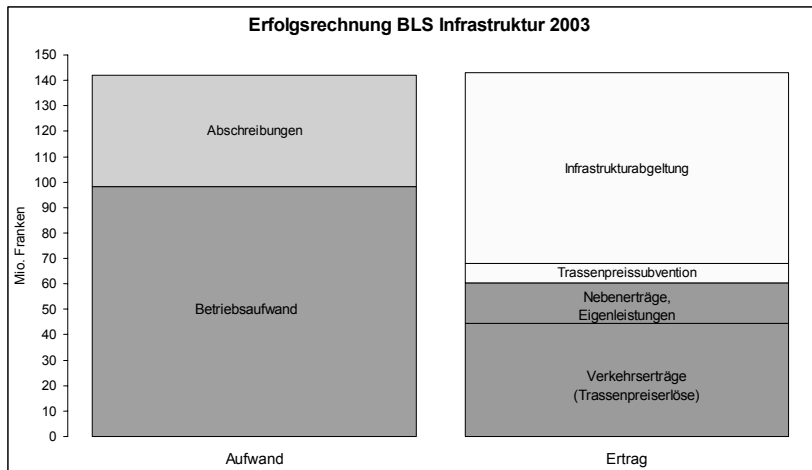 Erfolgsrechnung BLS Infrastruktur 2003
Mio. Franken
150
140
130
120
110
100
90
80
70
60
50
40
30
20
10
0
Abschreibungen
Betriebsaufwand
Infrastrukturabgeltung
Trassenpreissubvention
Nebenerträge,
Eigenleistungen
Verkehrserträge
(Trassenpreiserlöse)
Aufwand
Ertrag